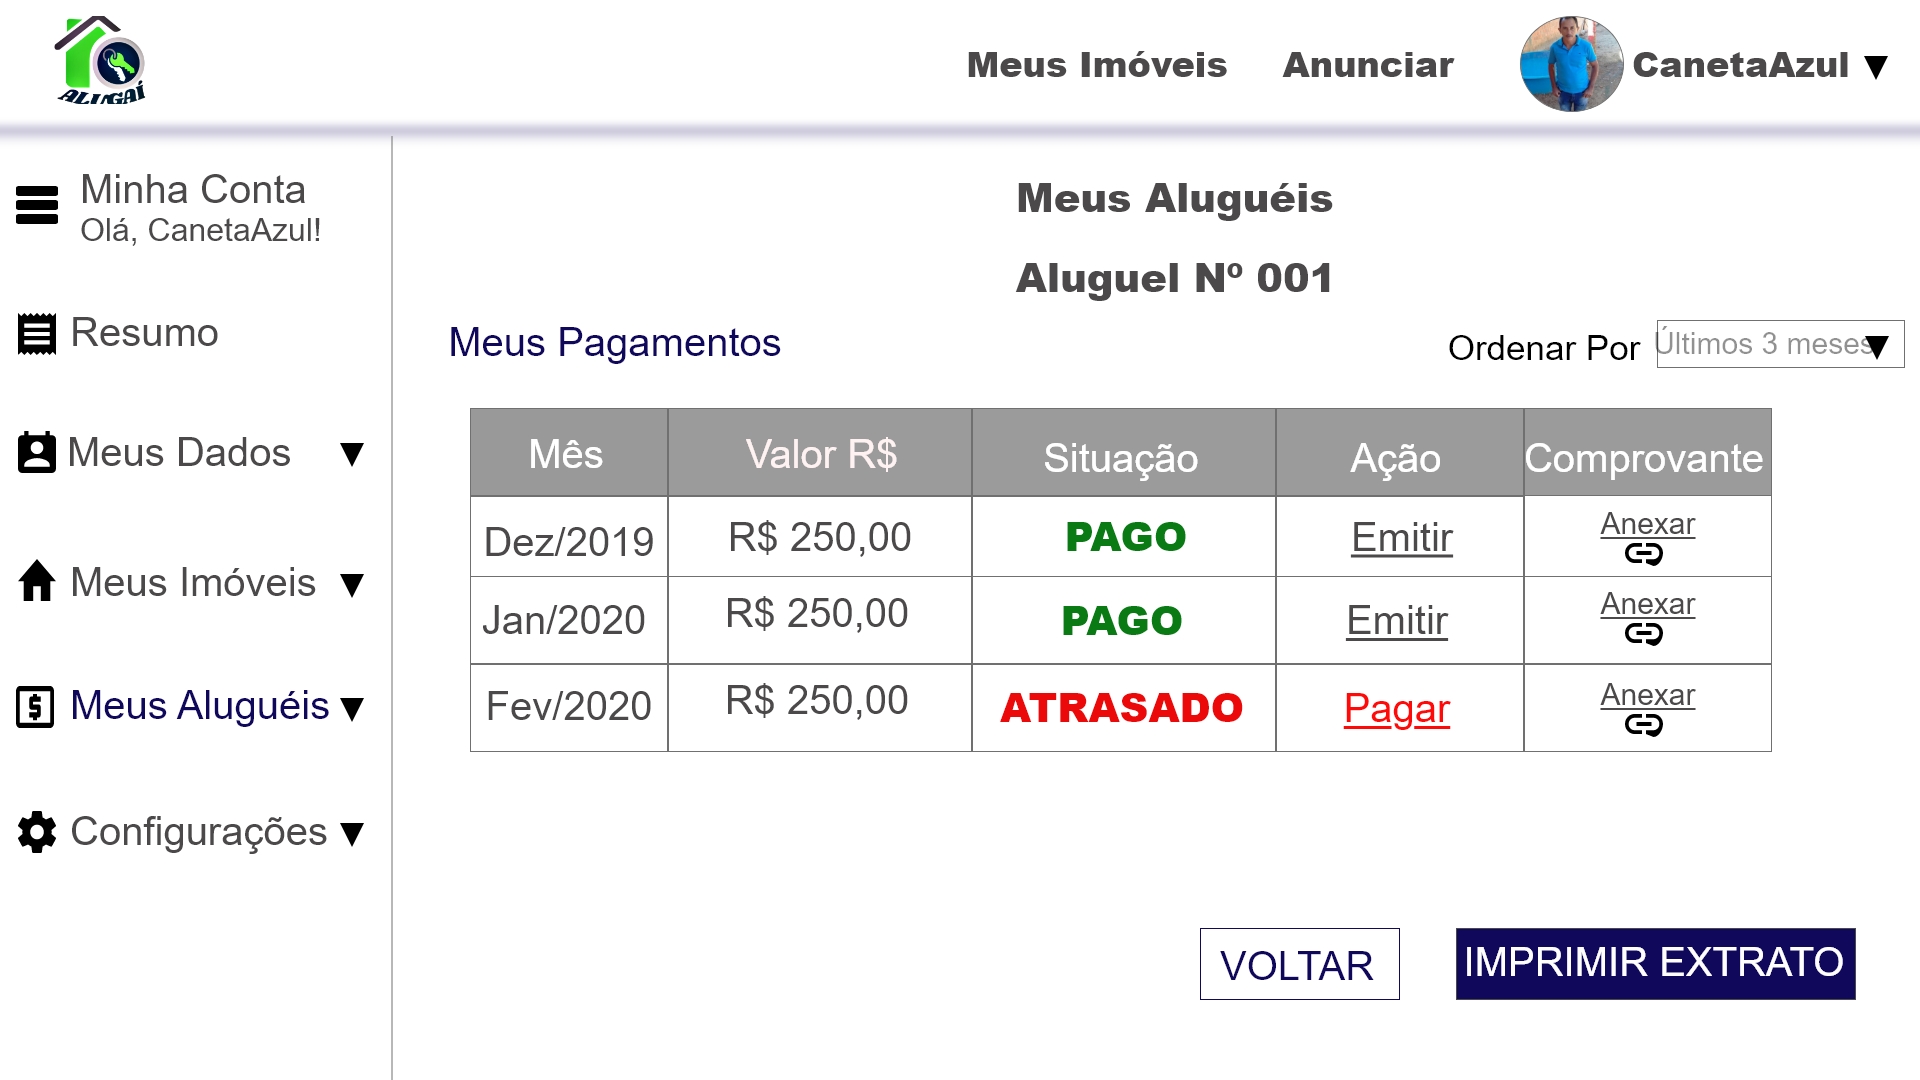 ALUGAÍ
Meus Imóveis Anunciar CanetaAzul ▼
Minha Conta
Olá, CanetaAzul!
Resumo
Meus Dados ▼
Meus Imóveis ▼
Meus Aluguéis ▼
Configurações ▼
Meus Aluguéis
Aluguel Nº 001
Meus Pagamentos
Ordenar Por Últimos 3 meses ▼
Mês Valor R$ Situação Ação Comprovante
Dez/2019 R$ 250,00 PAGO Emitir Anexar
Jan/2020 R$ 250,00 PAGO Emitir Anexar
Fev/2020 R$ 250,00 ATRASADO Pagar Anexar
VOLTAR IMPRIMIR EXTRATO